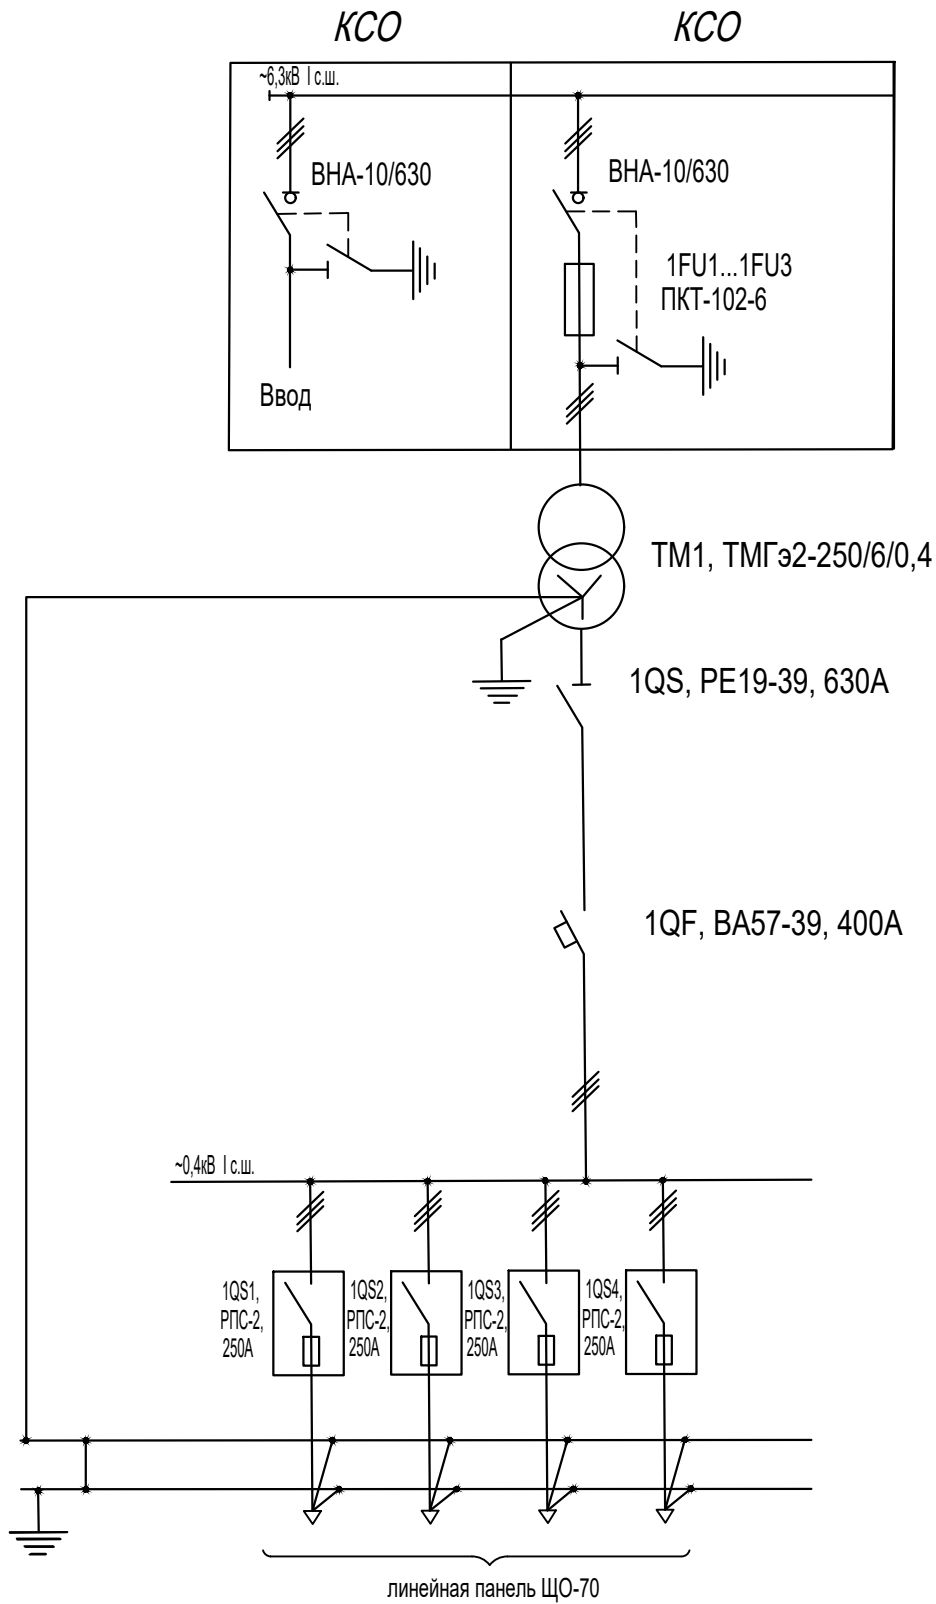 КСО
КСО
~6,3кВ I с.ш.
ВНА-10/630
ВНА-10/630
1FU1...1FU3
ПКТ-102-6
Ввод
ТМ1, ТМГэ2-250/6/0,4
1QS, РЕ19-39, 630А
1QF, ВА57-39, 400А
~0,4кВ I с.ш.
1QS1,
РПС-2,
250А
1QS2,
РПС-2,
250А
1QS3,
РПС-2,
250А
1QS4,
РПС-2,
250А
линейная панель ЩО-70